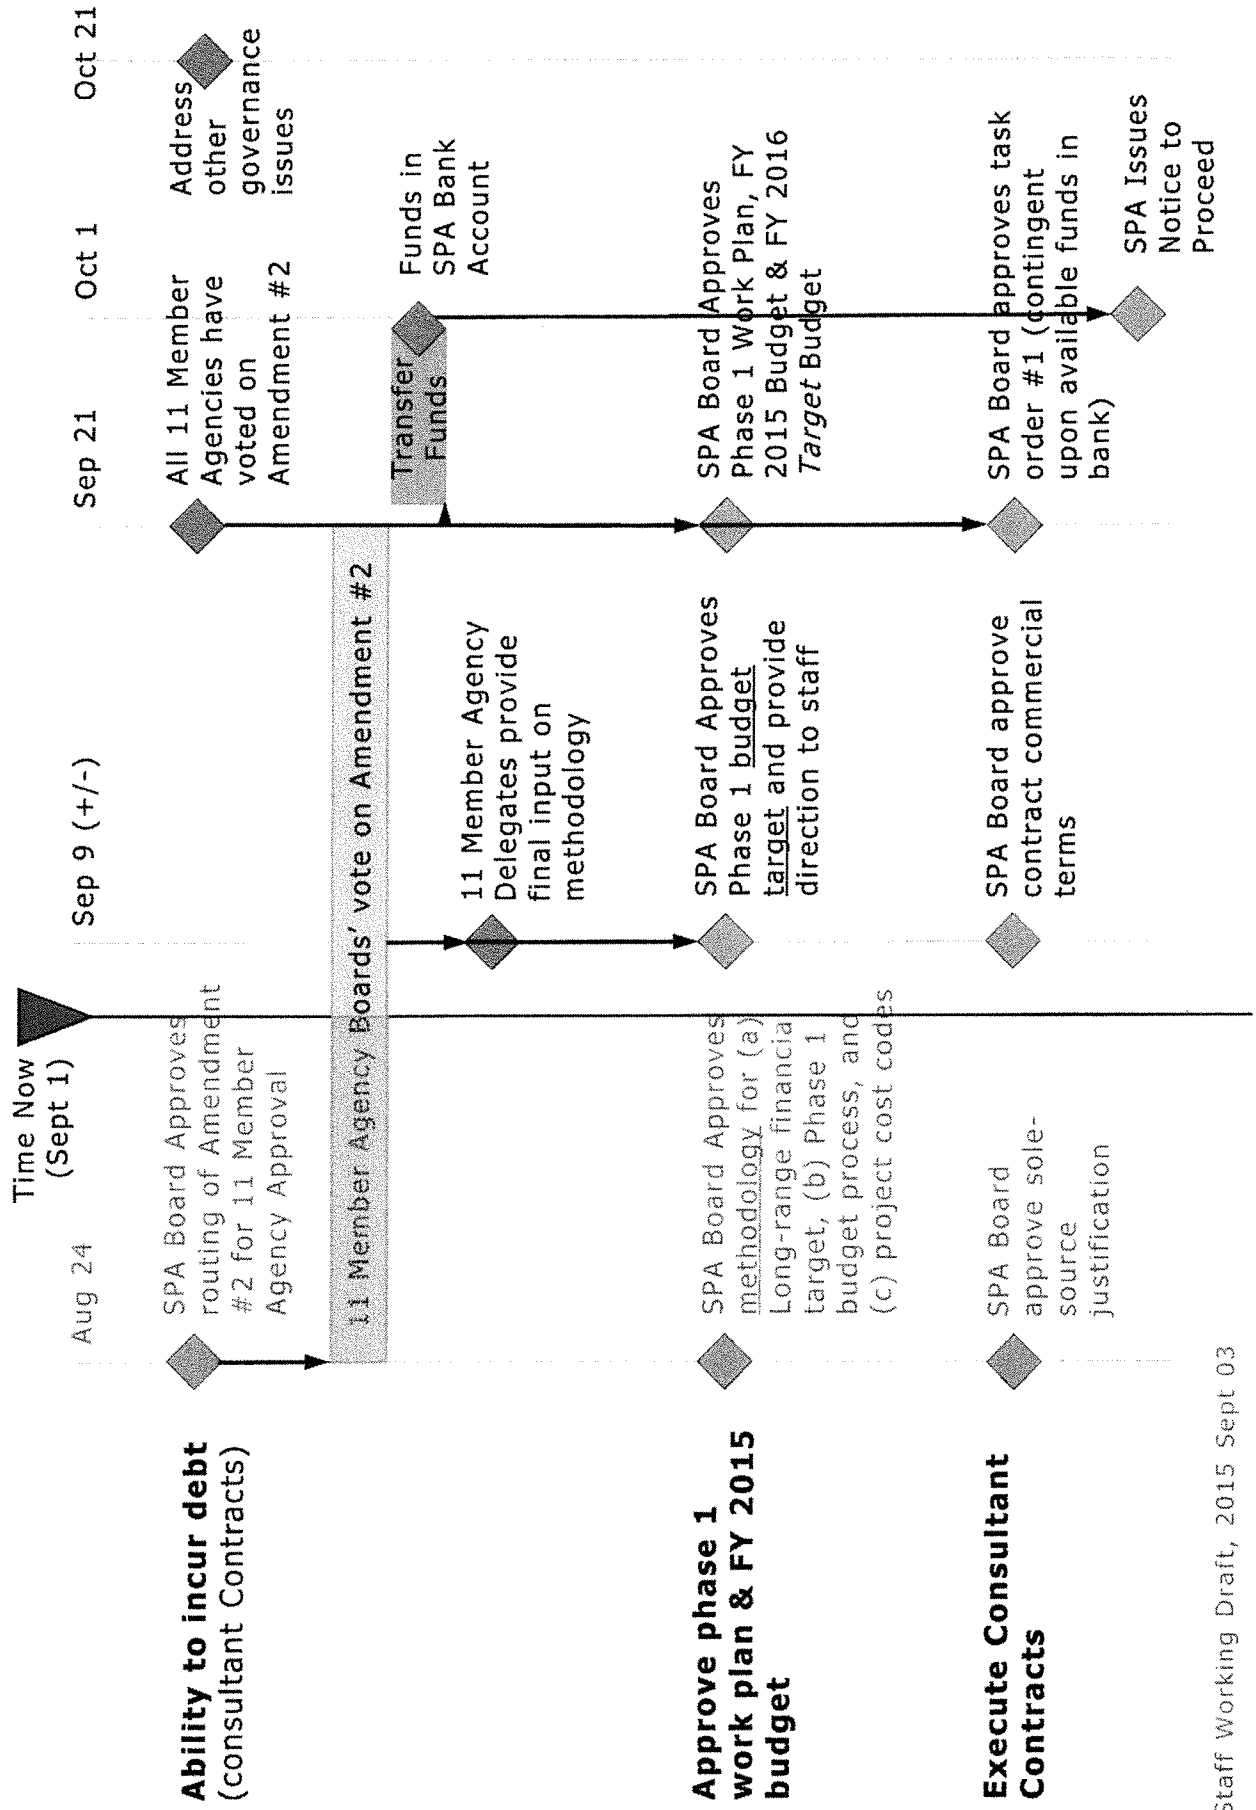 Time Now
(Sept 1)
Aug 24
Sep 9 (+/-)
Sep 21
Oct 1
Oct 21
Ability to incur debt
(consultant Contracts)
SPA Board Approves
routing of Amendment
#2 for 11 Member
Agency Approval
All 11 Member
Agencies have
voted on
Amendment #2
Address
other
governance
issues
11 Member Agency Boards' vote on Amendment #2
Transfer
Funds
Funds in
SPA Bank
Account
11 Member Agency
Delegates provide
final input on
methodology
Approve phase 1
work plan & FY 2015
budget
SPA Board Approves
methodology for (a)
Long-range financia
target, (b) Phase 1
budget process, and
(c) project cost codes
SPA Board Approves
Phase 1 budget
target and provide
direction to staff
SPA Board Approves
Phase 1 Work Plan, FY
2015 Budget & FY 2016
Target Budget
Execute Consultant
Contracts
SPA Board
approve sole-
source
justification
SPA Board approve
contract commercial
terms
SPA Board approves task
order #1 (contingent
upon available funds in
bank)
SPA Issues
Notice to
Proceed
Staff Working Draft, 2015 Sept 03